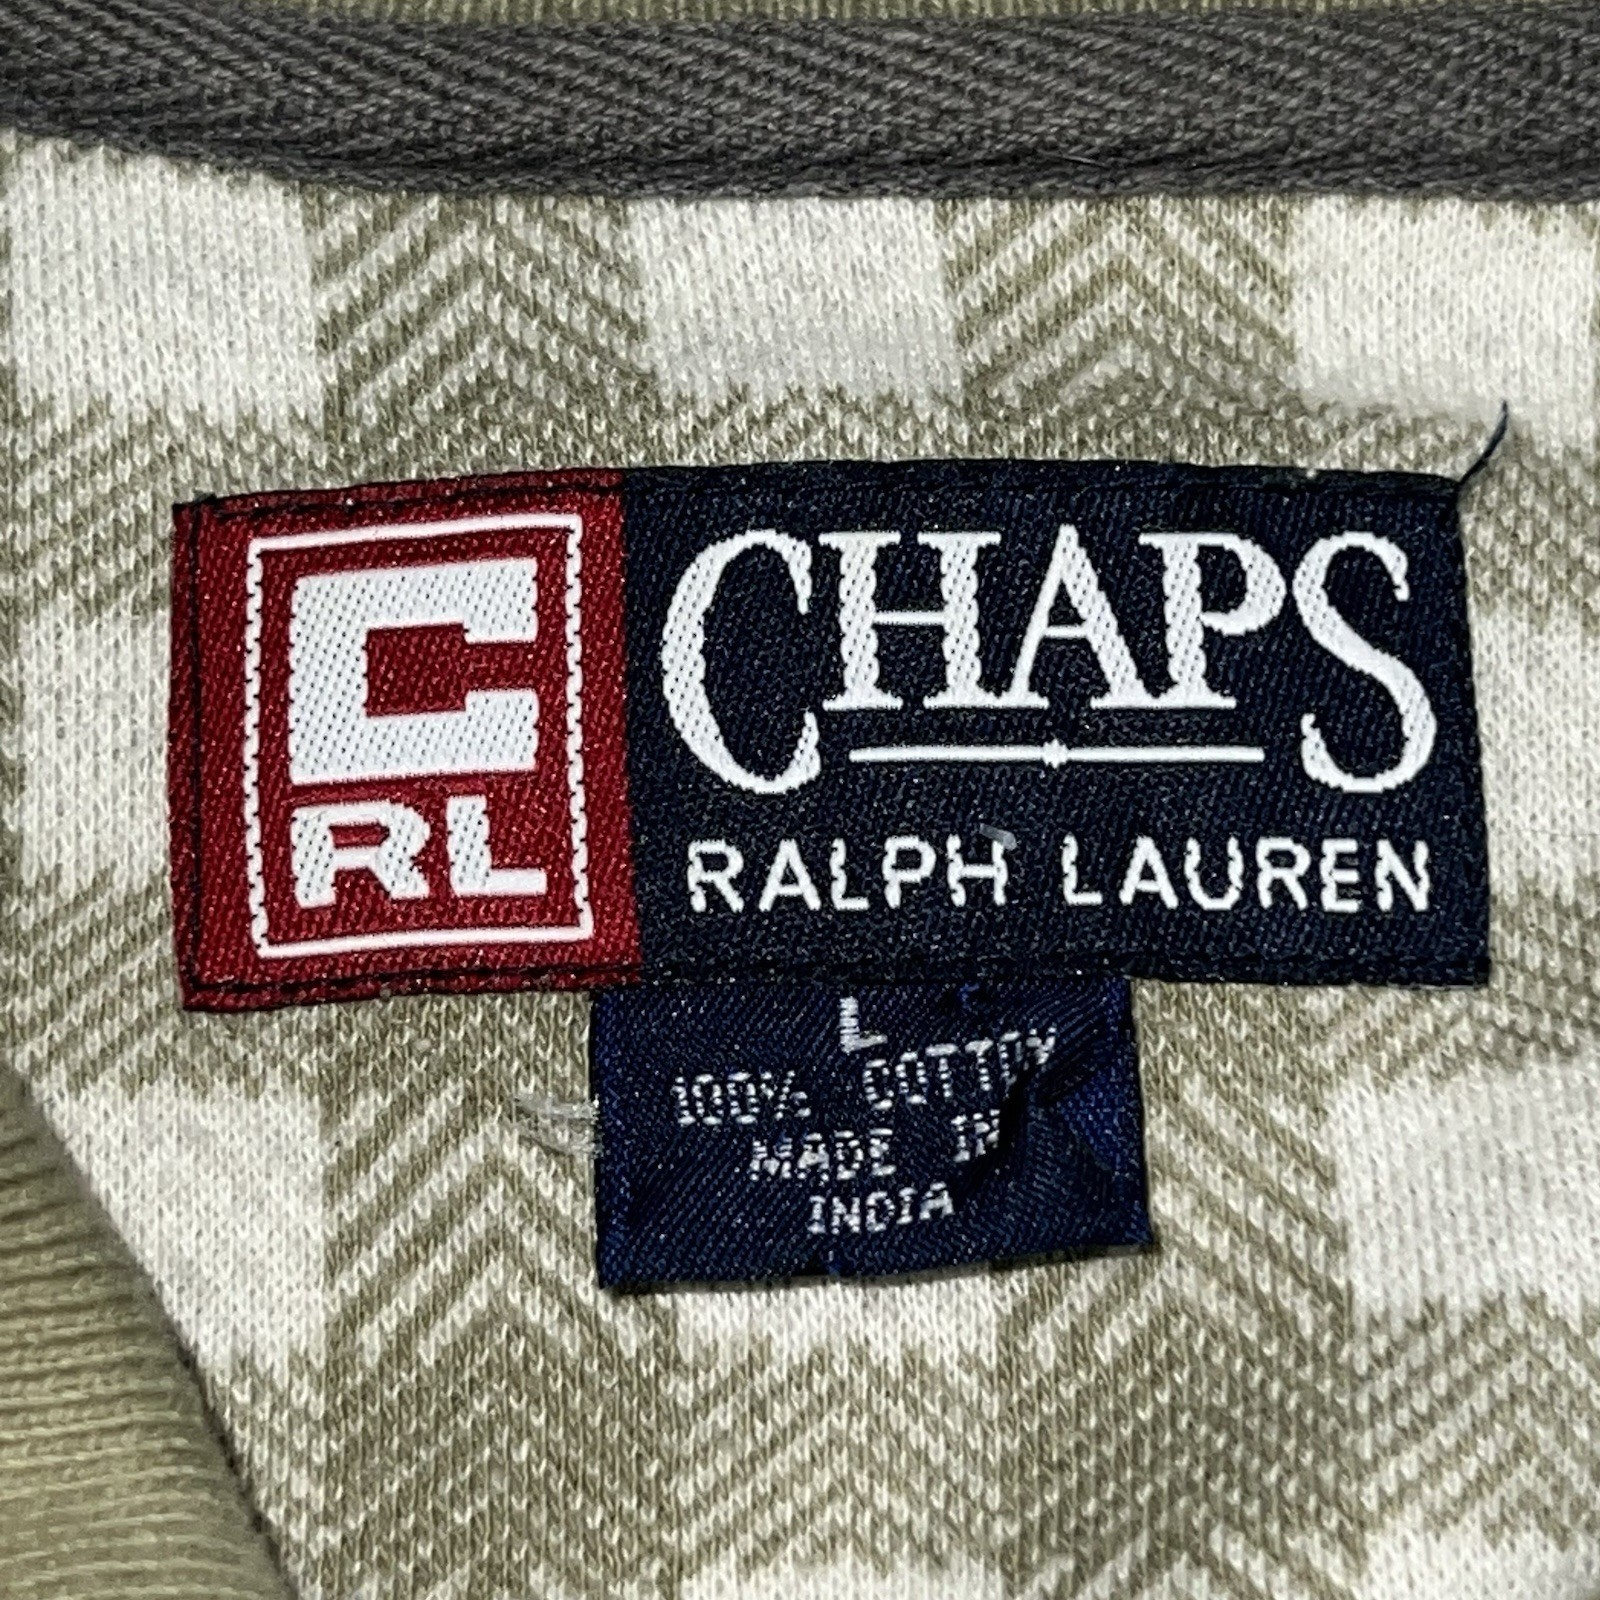 C
RL
CHAPS
RALPH LAUREN
L
100% COTTON
MADE IN
INDIA